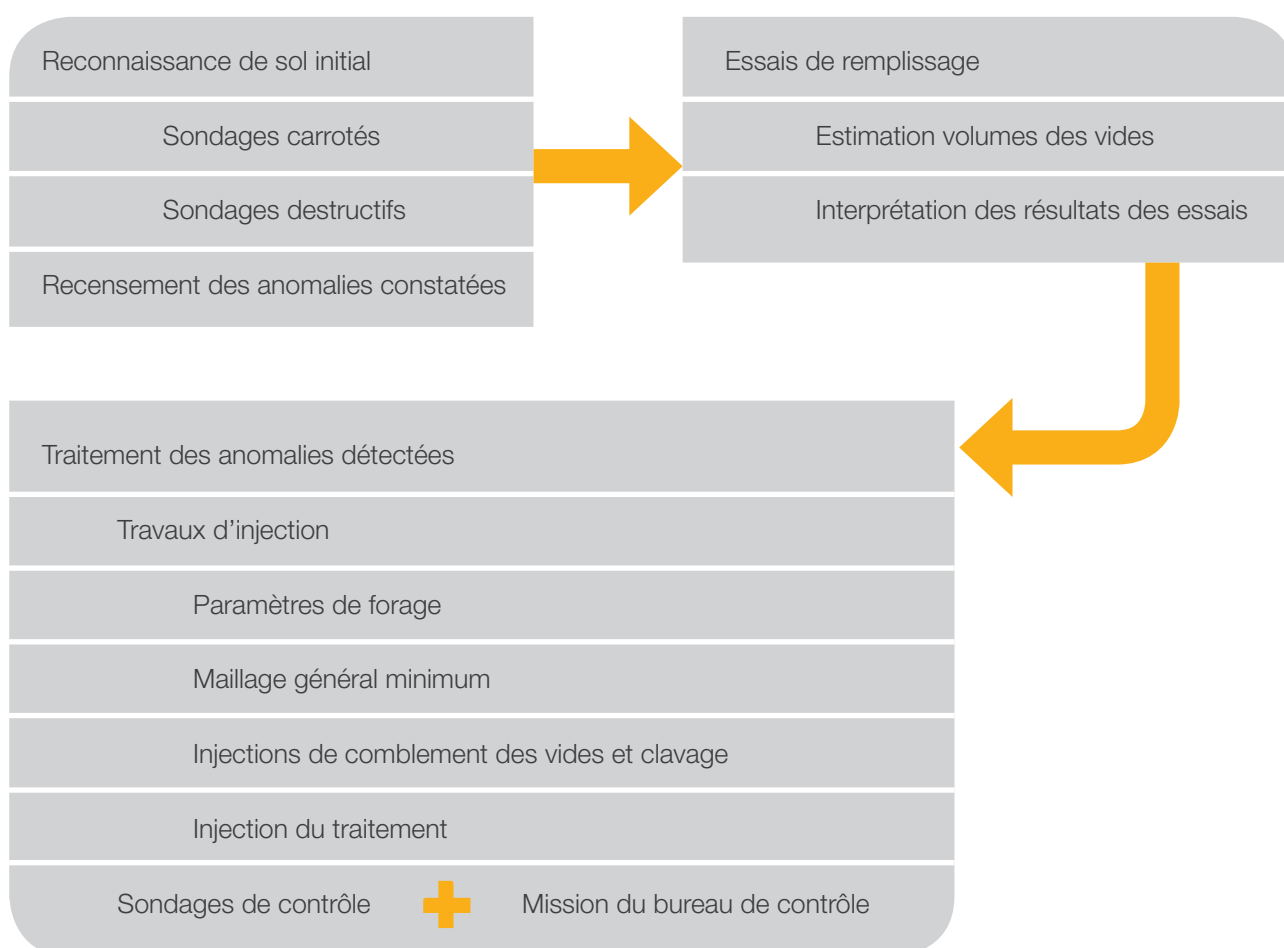 Reconnaissance de sol initial
Sondages carrotés
Sondages destructifs
Recensement des anomalies constatées
Essais de remplissage
Estimation volumes des vides
Interprétation des résultats des essais
Traitement des anomalies détectées
Travaux d’injection
Paramètres de forage
Maillage général minimum
Injections de comblement des vides et clavage
Injection du traitement
Sondages de contrôle + Mission du bureau de contrôle